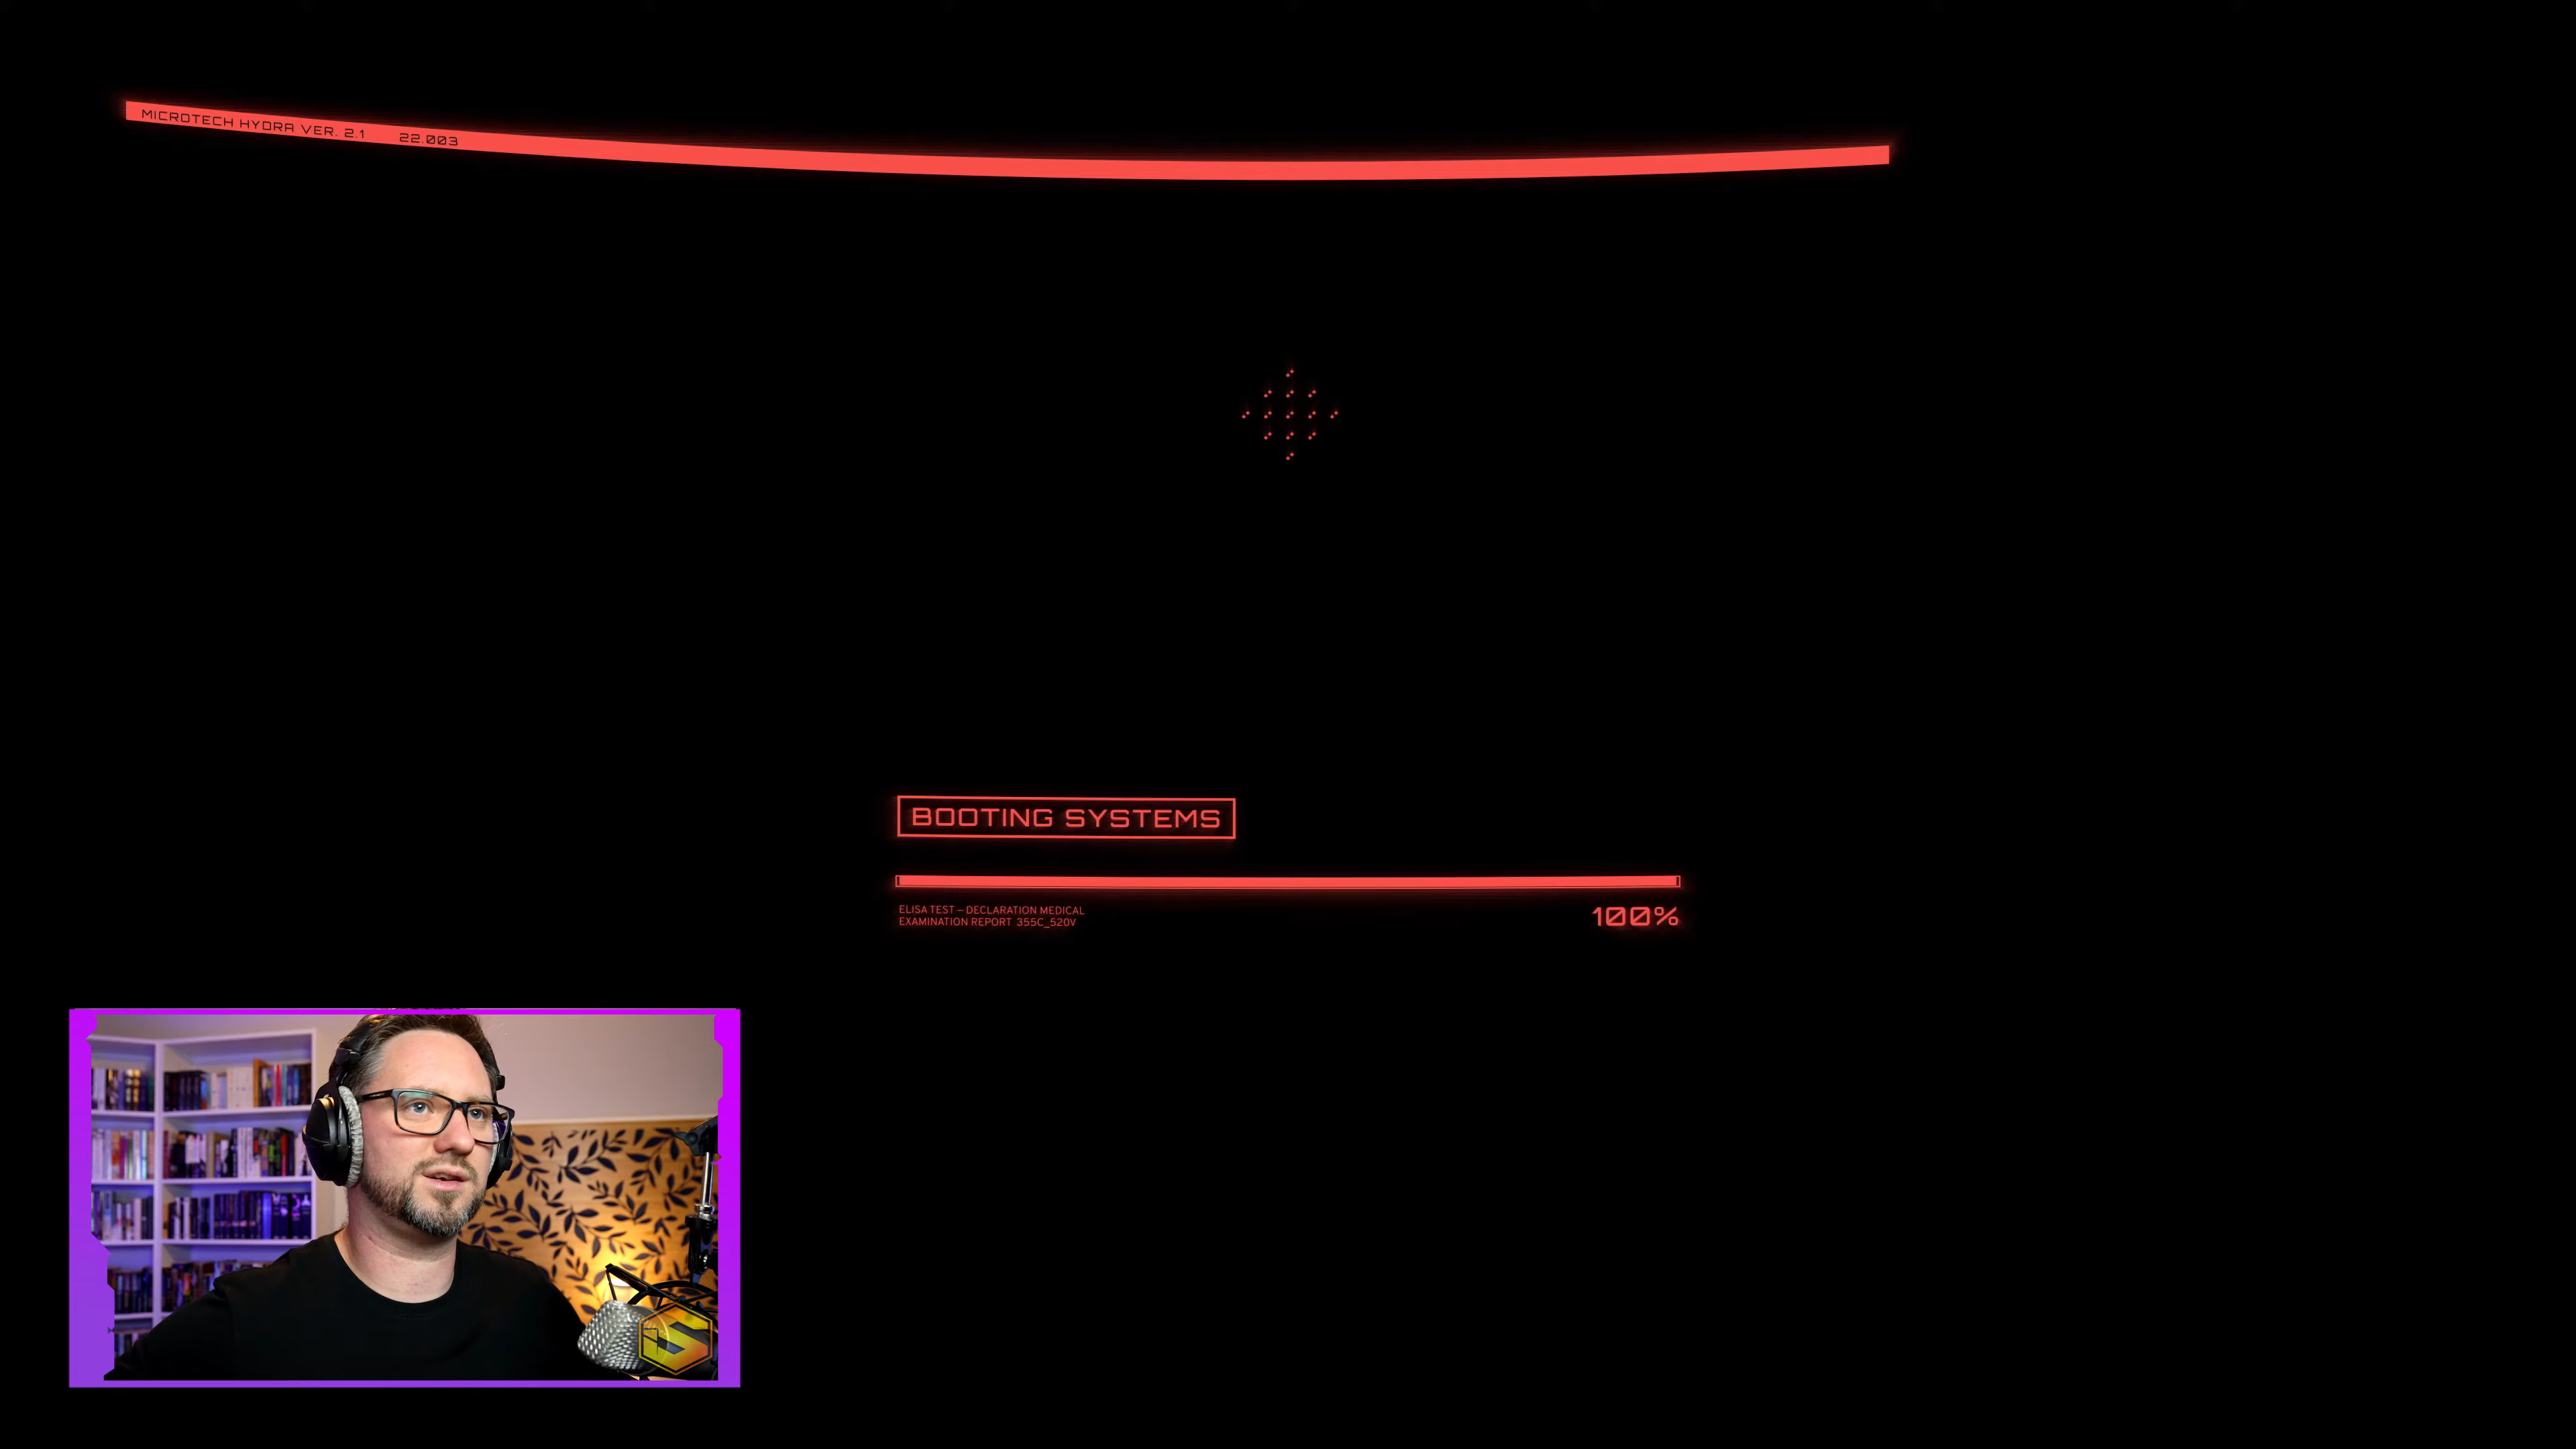 MICROTECH HYDRA VER. 2.1 22.003
BOOTING SYSTEMS
ELISA TEST – DECLARATION MEDICAL
EXAMINATION REPORT 355C_520V
100%